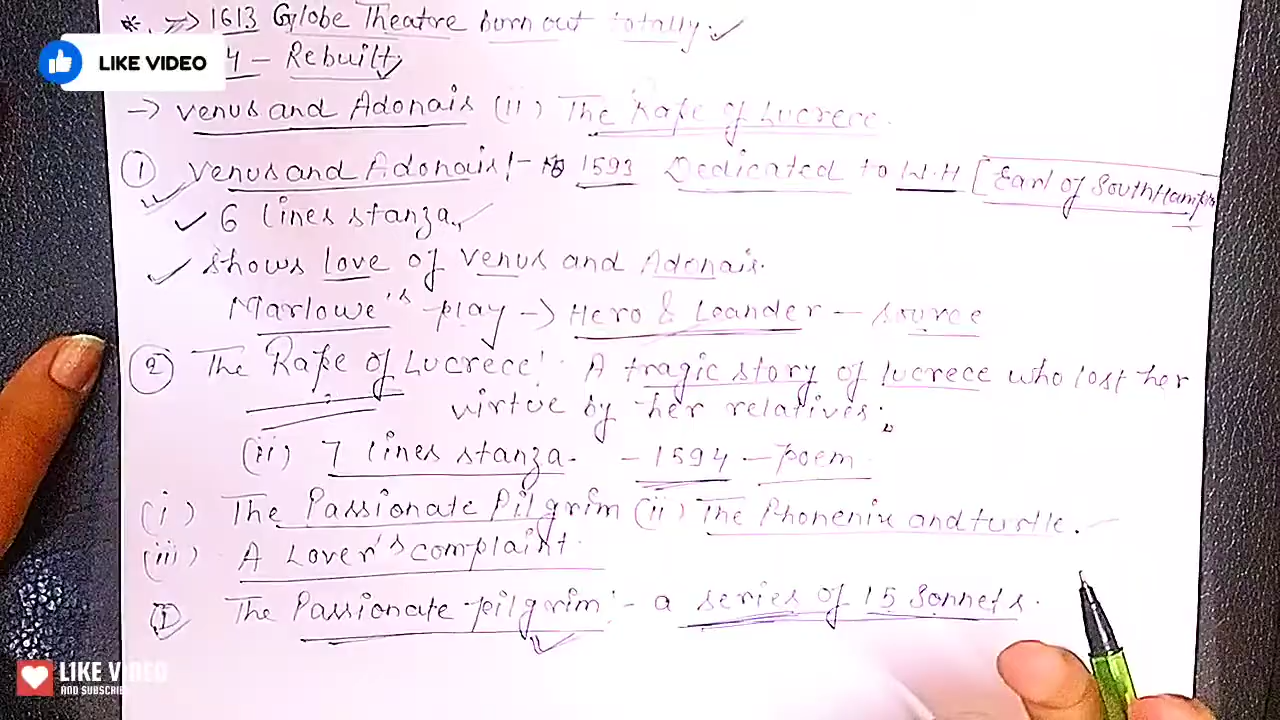 ⇒ 1613 Globe Theatre burn out totally
LIKE VIDEO
4 – Rebuilt
→ Venus and Adonais (ii) The Rape of Lucrece.
① Venus and Adonais:- 1593 Dedicated to W.H [Earl of SouthHampton
6 lines stanza.
shows love of Venus and Adonais.
Marlowe's play → Hero & Leander – source
② The Rape of Lucrece: A tragic story of lucrece who lost her
virtue by her relatives.
(ii) 7 lines stanza. – 1594 – poem
(i) The Passionate Pilgrim (ii) The Phonenix and turtle.
(iii) A Lover's complaint.
① The Passionate pilgrim:- a series of 15 Sonnets.
LIKE VIDEO
AND SUBSCRIBE